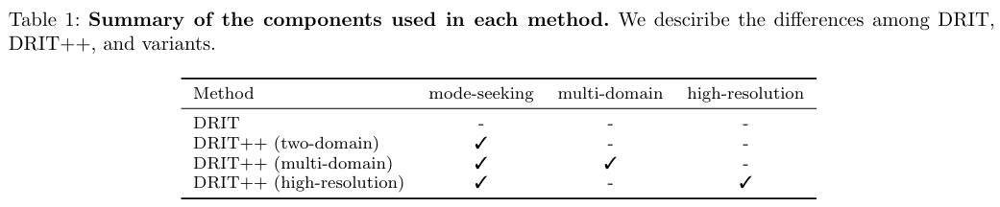 Table 1: Summary of the components used in each method. We desciribe the differences among DRIT,
DRIT++, and variants.
Method mode-seeking multi-domain high-resolution
DRIT - - -
DRIT++ (two-domain) ✓ - -
DRIT++ (multi-domain) ✓ ✓ -
DRIT++ (high-resolution) ✓ - ✓